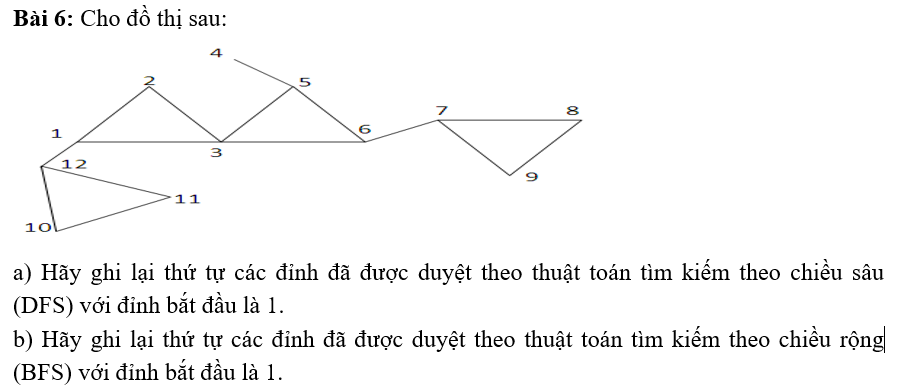 Bài 6: Cho đồ thị sau:
4
2
5
7
8
1
6
3
12
9
11
10
a) Hãy ghi lại thứ tự các đỉnh đã được duyệt theo thuật toán tìm kiếm theo chiều sâu
(DFS) với đỉnh bắt đầu là 1.
b) Hãy ghi lại thứ tự các đỉnh đã được duyệt theo thuật toán tìm kiếm theo chiều rộng
(BFS) với đỉnh bắt đầu là 1.